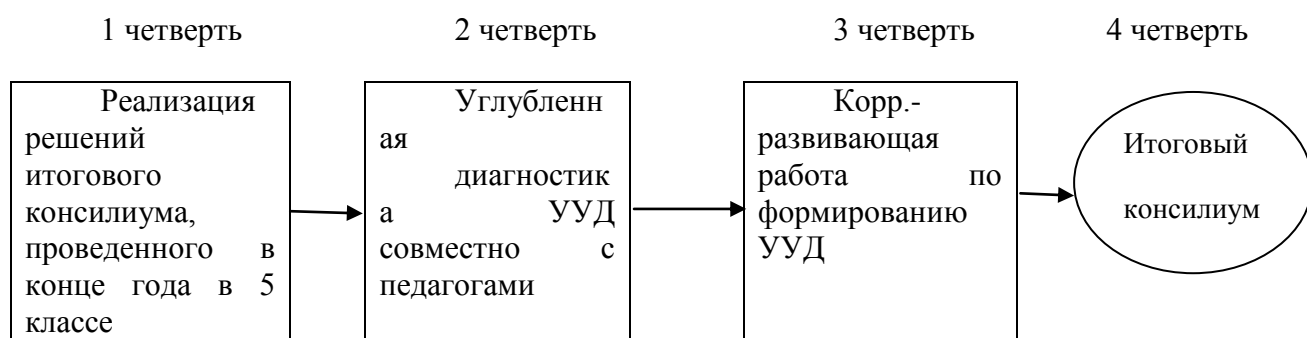 1 четверть
2 четверть
3 четверть
4 четверть
Реализация
решений
итогового
консилиума,
проведенного в
конце года в 5
классе
Углубленн
ая
диагностик
а УУД
совместно с
педагогами
Корр.-
развивающая
работа по
формированию
УУД
Итоговый
консилиум